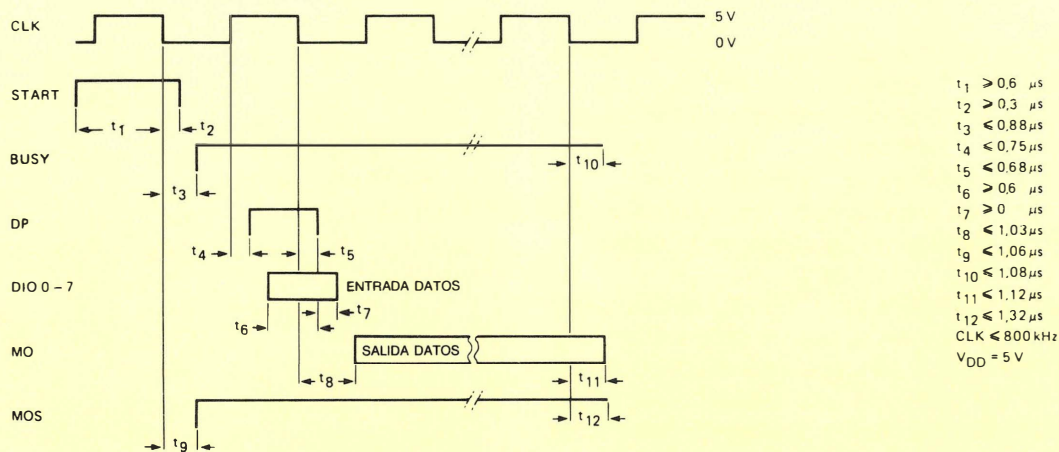 CLK
5 V
0 V
START
t1
t2
BUSY
t10
t3
DP
t4
t5
DIO 0 – 7
ENTRADA DATOS
t6
t7
MO
SALIDA DATOS
t8
t11
MOS
t12
t9
t1 ⩾ 0,6 µs
t2 ⩾ 0,3 µs
t3 ⩽ 0,88 µs
t4 ⩽ 0,75 µs
t5 ⩽ 0,68 µs
t6 ⩾ 0,6 µs
t7 ⩾ 0 µs
t8 ⩽ 1,03 µs
t9 ⩽ 1,06 µs
t10 ⩽ 1,08 µs
t11 ⩽ 1,12 µs
t12 ⩽ 1,32 µs
CLK ⩽ 800 kHz
VDD = 5 V